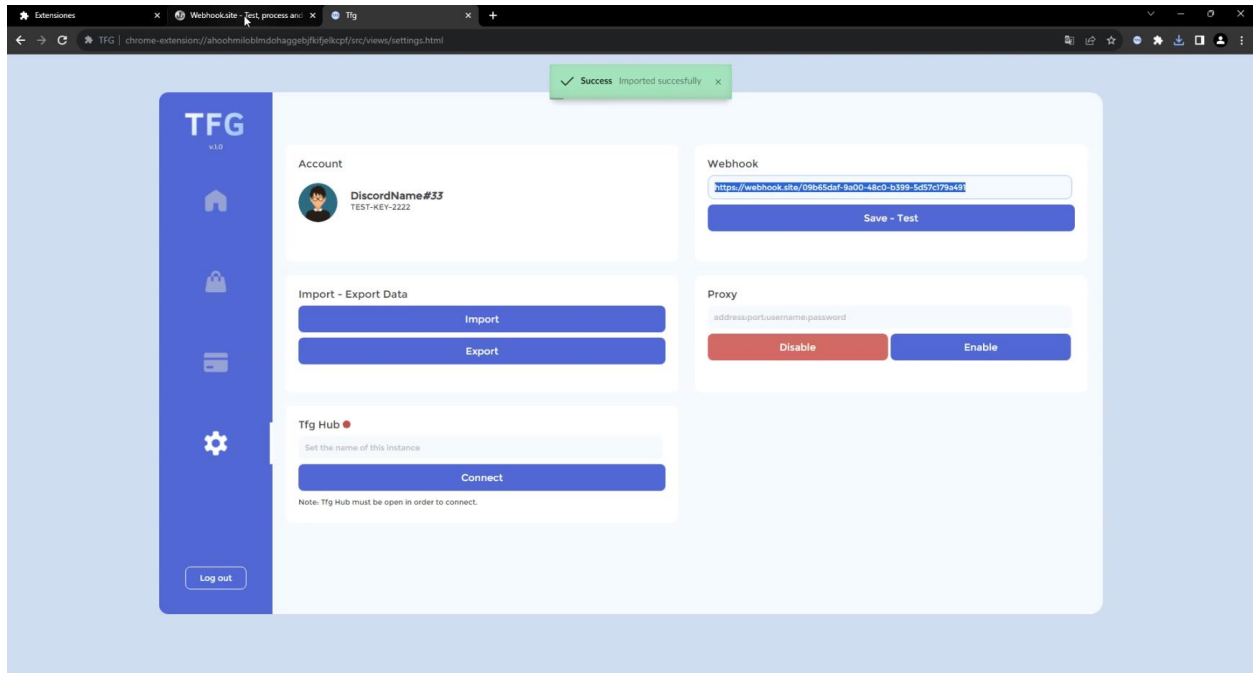 Extensiones
Webhook.site - Test, process and
Tfg
TFG
chrome-extension://ahoohmiloblmdohaggebjfkifjelkcpf/src/views/settings.html
Success Imported succesfully
TFG
v.1.0
Account
DiscordName#33
TEST-KEY-2222
Webhook
https://webhook.site/09b65daf-9a00-48c0-b399-5d57c179a491
Save - Test
Import - Export Data
Import
Export
Proxy
address:port:username:password
Disable
Enable
Tfg Hub
Set the name of this instance
Connect
Note: Tfg Hub must be open in order to connect.
Log out